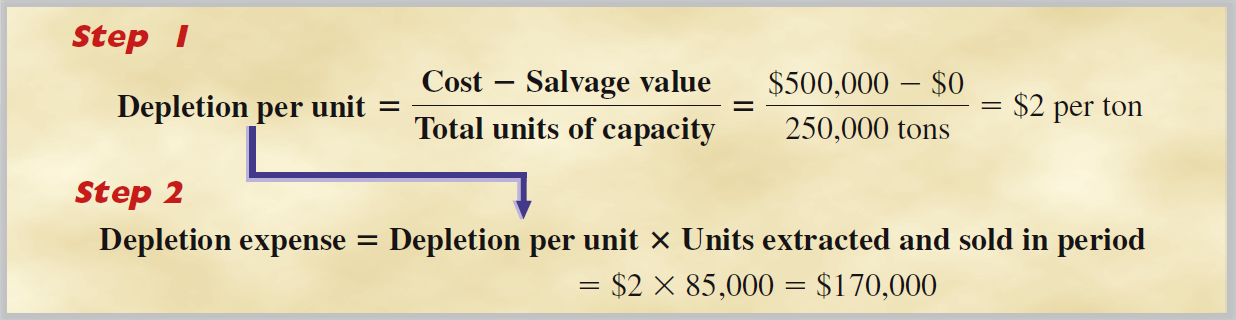 Step 1
Depletion per unit = Cost − Salvage value / Total units of capacity = $500,000 − $0 / 250,000 tons = $2 per ton
Step 2
Depletion expense = Depletion per unit × Units extracted and sold in period
= $2 × 85,000 = $170,000